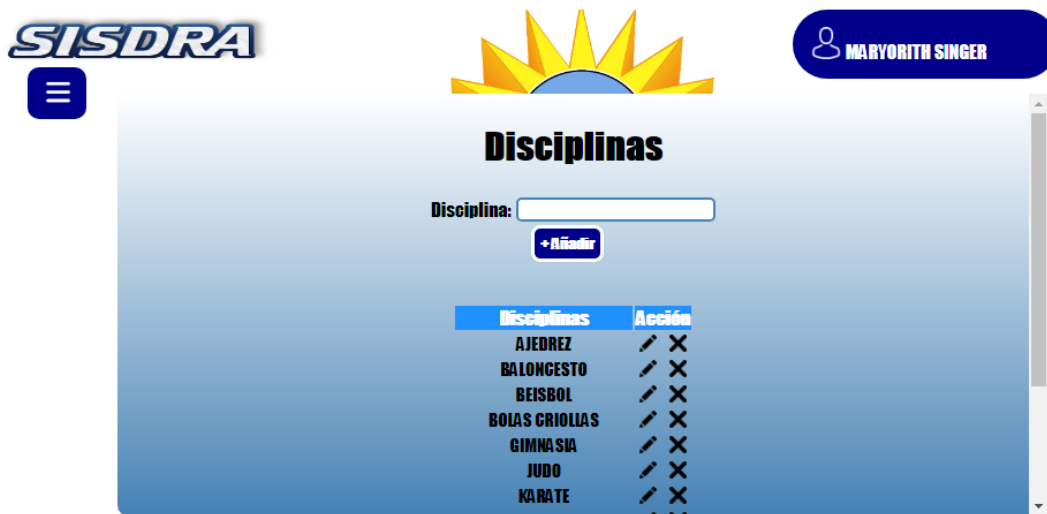 SISDRA
MARYORITH SINGER
Disciplinas
Disciplina:
+Añadir
Disciplinas Acción
AJEDREZ
BALONCESTO
BEISBOL
BOLAS CRIOLLAS
GIMNASIA
JUDO
KARATE